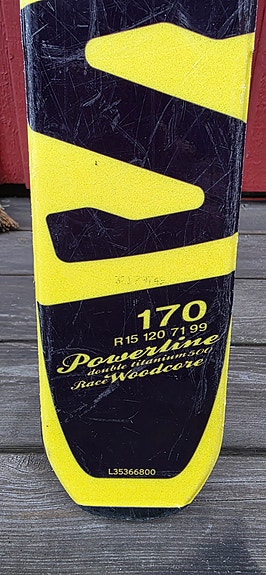 170
R15 120 71 99
Powerline
double titanium 500
Race Woodcore
L35366800